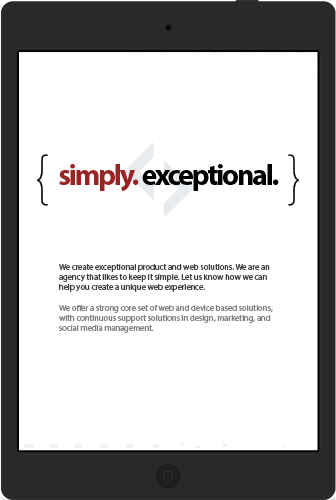 { simply. exceptional. }
We create exceptional product and web solutions. We are an
agency that likes to keep it simple. Let us know how we can
help you create a unique web experience.
We offer a strong core set of web and device based solutions,
with continuous support solutions in design, marketing, and
social media management.